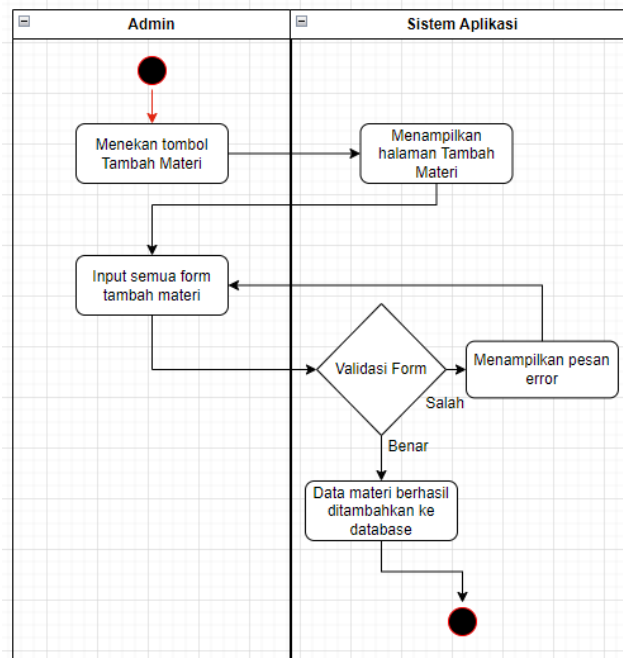 Admin
Sistem Aplikasi
Menekan tombol
Tambah Materi
Menampilkan
halaman Tambah
Materi
Input semua form
tambah materi
Validasi Form
Salah
Menampilkan pesan
error
Benar
Data materi berhasil
ditambahkan ke
database